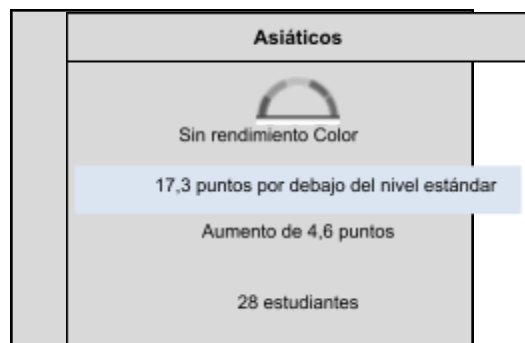 Asiáticos
Sin rendimiento Color
17,3 puntos por debajo del nivel estándar
Aumento de 4,6 puntos
28 estudiantes